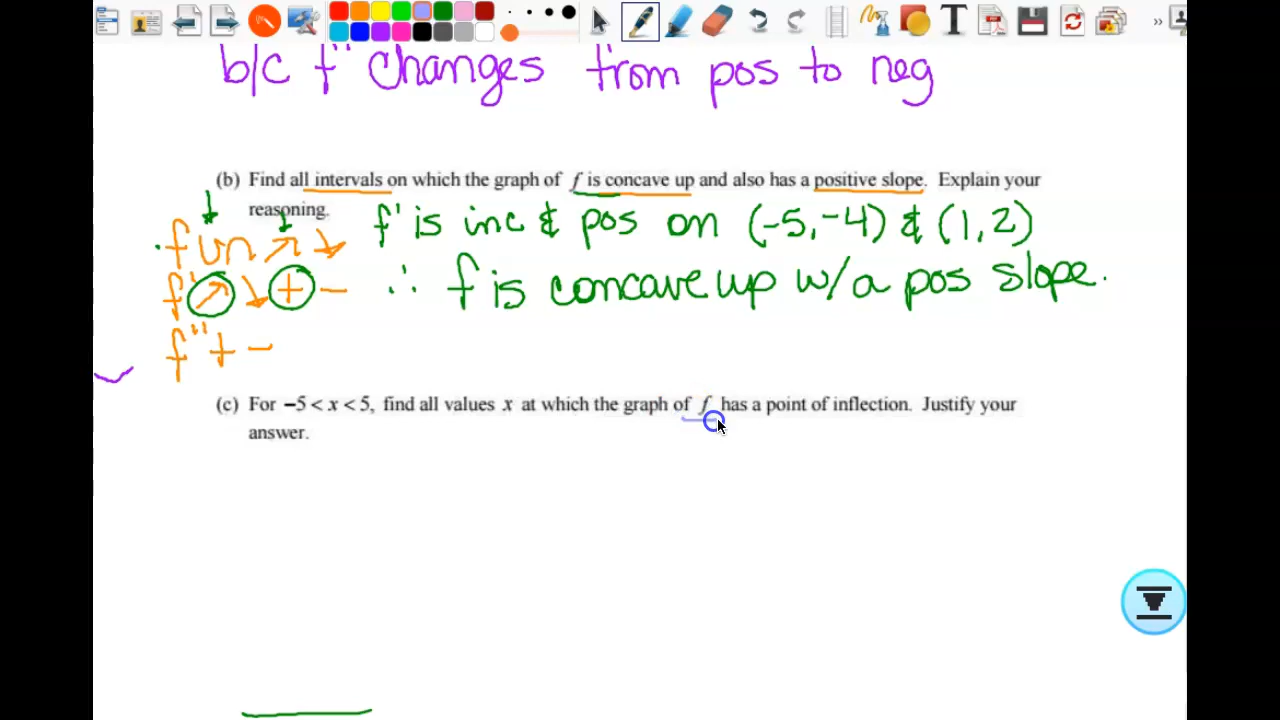 b/c f" changes from pos to neg
(b) Find all intervals on which the graph of f is concave up and also has a positive slope. Explain your
reasoning.
f' is inc & pos on (-5,-4) & (1,2)
f ∪ ∩ ↗ ↘
f' ↗ ↘ + −
∴ f is concave up w/a pos slope.
f" + −
(c) For −5 < x < 5, find all values x at which the graph of f has a point of inflection. Justify your
answer.